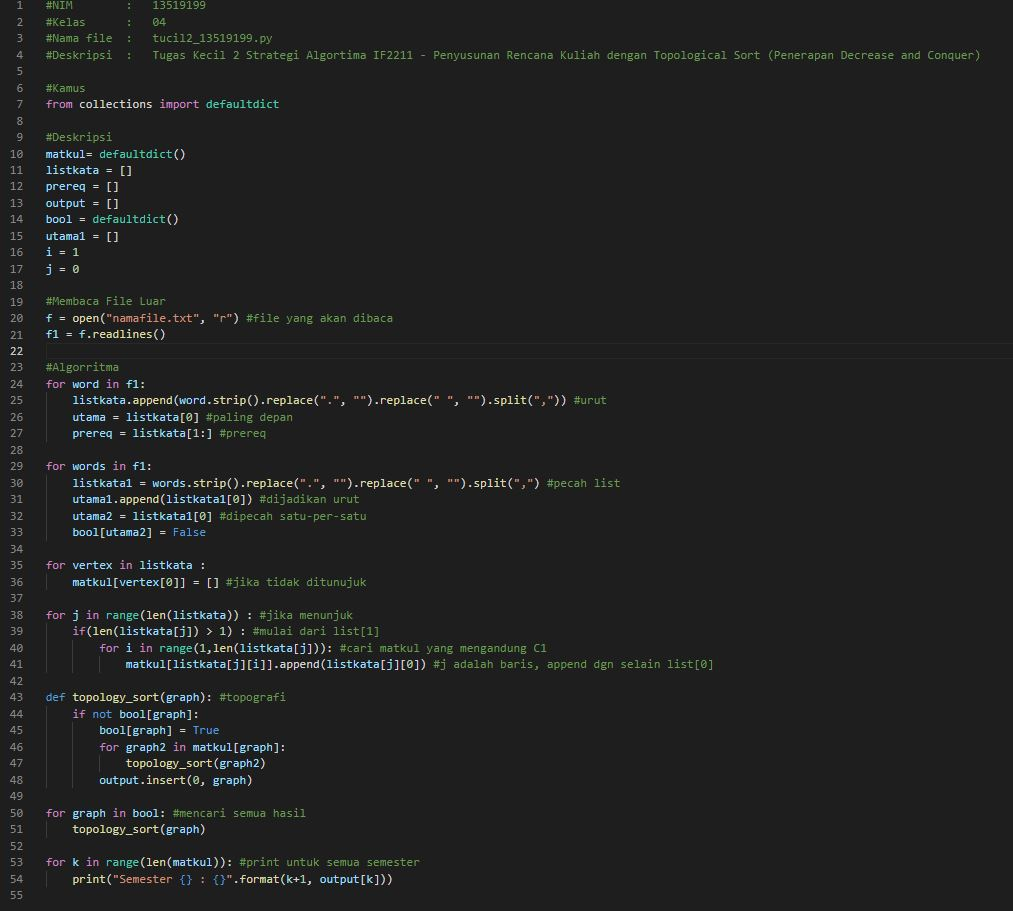 1 #NIM : 13519199
2 #Kelas : 04
3 #Nama file : tucil2_13519199.py
4 #Deskripsi : Tugas Kecil 2 Strategi Algortima IF2211 - Penyusunan Rencana Kuliah dengan Topological Sort (Penerapan Decrease and Conquer)
5
6 #Kamus
7 from collections import defaultdict
8
9 #Deskripsi
10 matkul= defaultdict()
11 listkata = []
12 prereq = []
13 output = []
14 bool = defaultdict()
15 utama1 = []
16 i = 1
17 j = 0
18
19 #Membaca File Luar
20 f = open("namafile.txt", "r") #file yang akan dibaca
21 f1 = f.readlines()
22
23 #Algorritma
24 for word in f1:
25     listkata.append(word.strip().replace(".", "").replace(" ", "").split(",")) #urut
26     utama = listkata[0] #paling depan
27     prereq = listkata[1:] #prereq
28
29 for words in f1:
30     listkata1 = words.strip().replace(".", "").replace(" ", "").split(",") #pecah list
31     utama1.append(listkata1[0]) #dijadikan urut
32     utama2 = listkata1[0] #dipecah satu-per-satu
33     bool[utama2] = False
34
35 for vertex in listkata :
36     matkul[vertex[0]] = [] #jika tidak ditunujuk
37
38 for j in range(len(listkata)) : #jika menunjuk
39     if(len(listkata[j]) > 1) : #mulai dari list[1]
40         for i in range(1,len(listkata[j])): #cari matkul yang mengandung C1
41             matkul[listkata[j][i]].append(listkata[j][0]) #j adalah baris, append dgn selain list[0]
42
43 def topology_sort(graph): #topografi
44     if not bool[graph]:
45         bool[graph] = True
46         for graph2 in matkul[graph]:
47             topology_sort(graph2)
48         output.insert(0, graph)
49
50 for graph in bool: #mencari semua hasil
51     topology_sort(graph)
52
53 for k in range(len(matkul)): #print untuk semua semester
54     print("Semester {} : {}".format(k+1, output[k]))
55